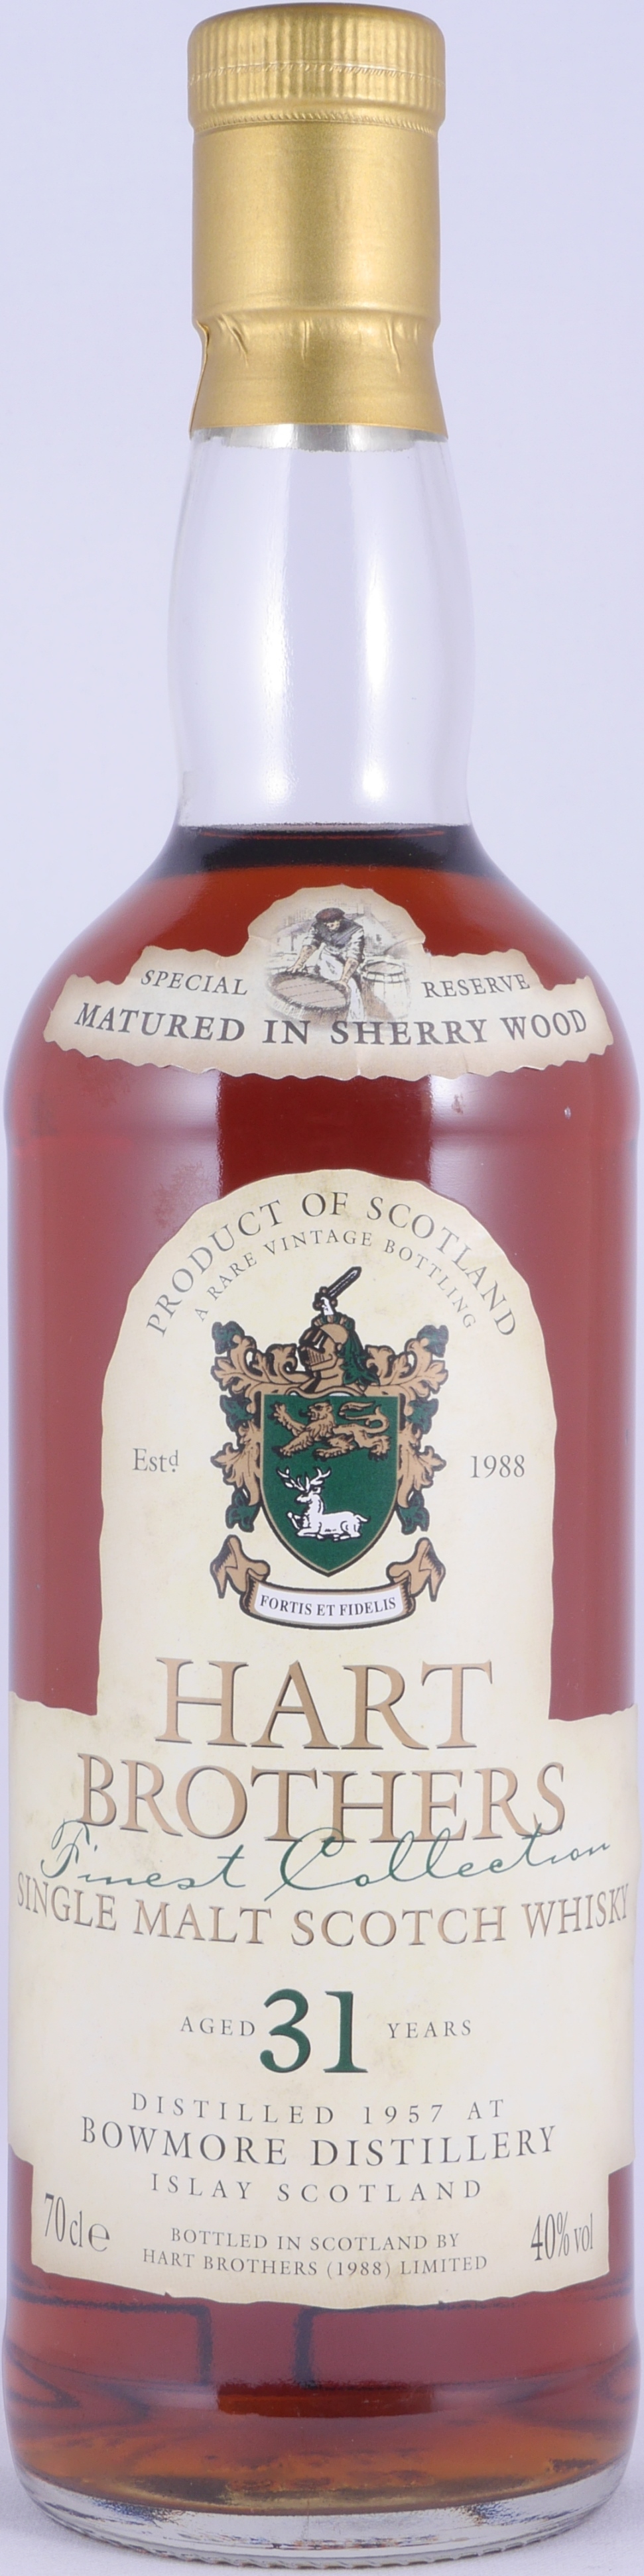 SPECIAL RESERVE
MATURED IN SHERRY WOOD
PRODUCT OF SCOTLAND
A RARE VINTAGE BOTTLING
Estd. 1988
FORTIS ET FIDELIS
HART
BROTHERS
Finest Collection
SINGLE MALT SCOTCH WHISKY
AGED 31 YEARS
DISTILLED 1957 AT
BOWMORE DISTILLERY
ISLAY SCOTLAND
70cl e BOTTLED IN SCOTLAND BY 40% vol
HART BROTHERS (1988) LIMITED